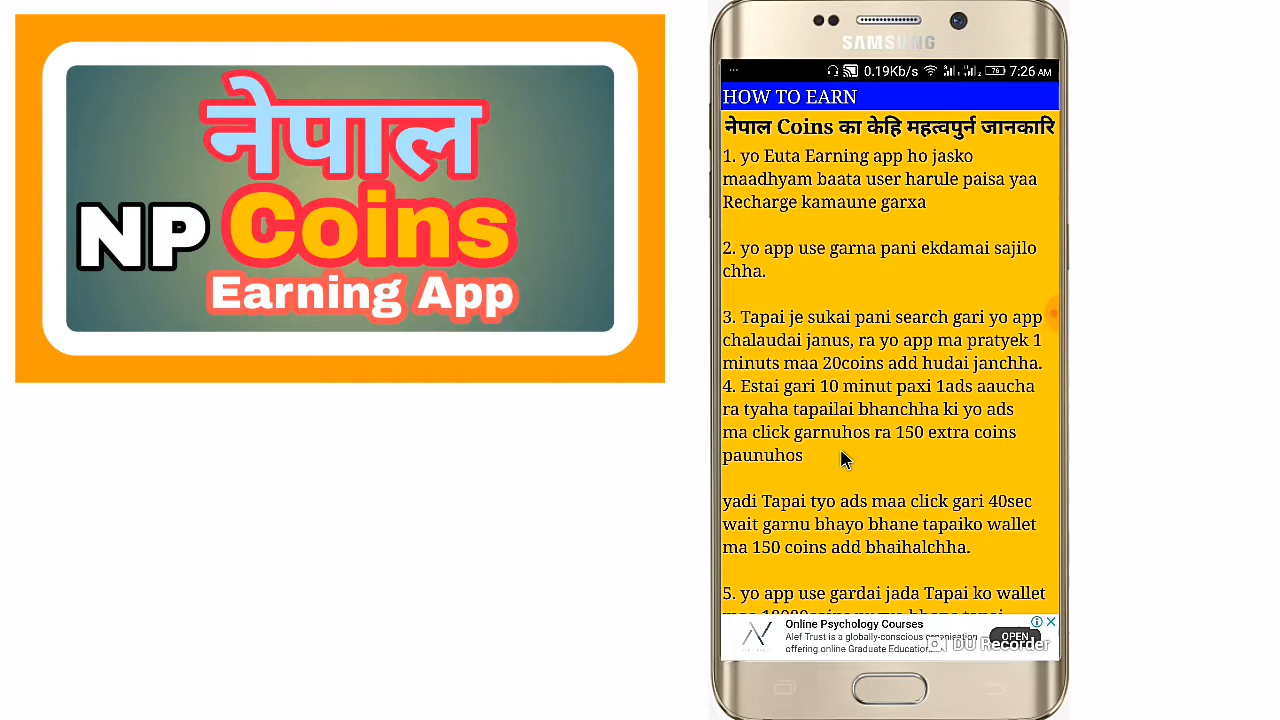 नेपाल
NP Coins
Earning App
SAMSUNG
0.19Kb/s 76 7:26 AM
HOW TO EARN
नेपाल Coins का केहि महत्वपुर्न जानकारि
1. yo Euta Earning app ho jasko
maadhyam baata user harule paisa yaa
Recharge kamaune garxa
2. yo app use garna pani ekdamai sajilo
chha.
3. Tapai je sukai pani search gari yo app
chalaudai janus, ra yo app ma pratyek 1
minuts maa 20coins add hudai janchha.
4. Estai gari 10 minut paxi 1ads aaucha
ra tyaha tapailai bhanchha ki yo ads
ma click garnuhos ra 150 extra coins
paunuhos
yadi Tapai tyo ads maa click gari 40sec
wait garnu bhayo bhane tapaiko wallet
ma 150 coins add bhaihalchha.
5. yo app use gardai jada Tapai ko wallet
Online Psychology Courses
Alef Trust is a globally-conscious organisation
offering online Graduate Education
OPEN
DU Recorder